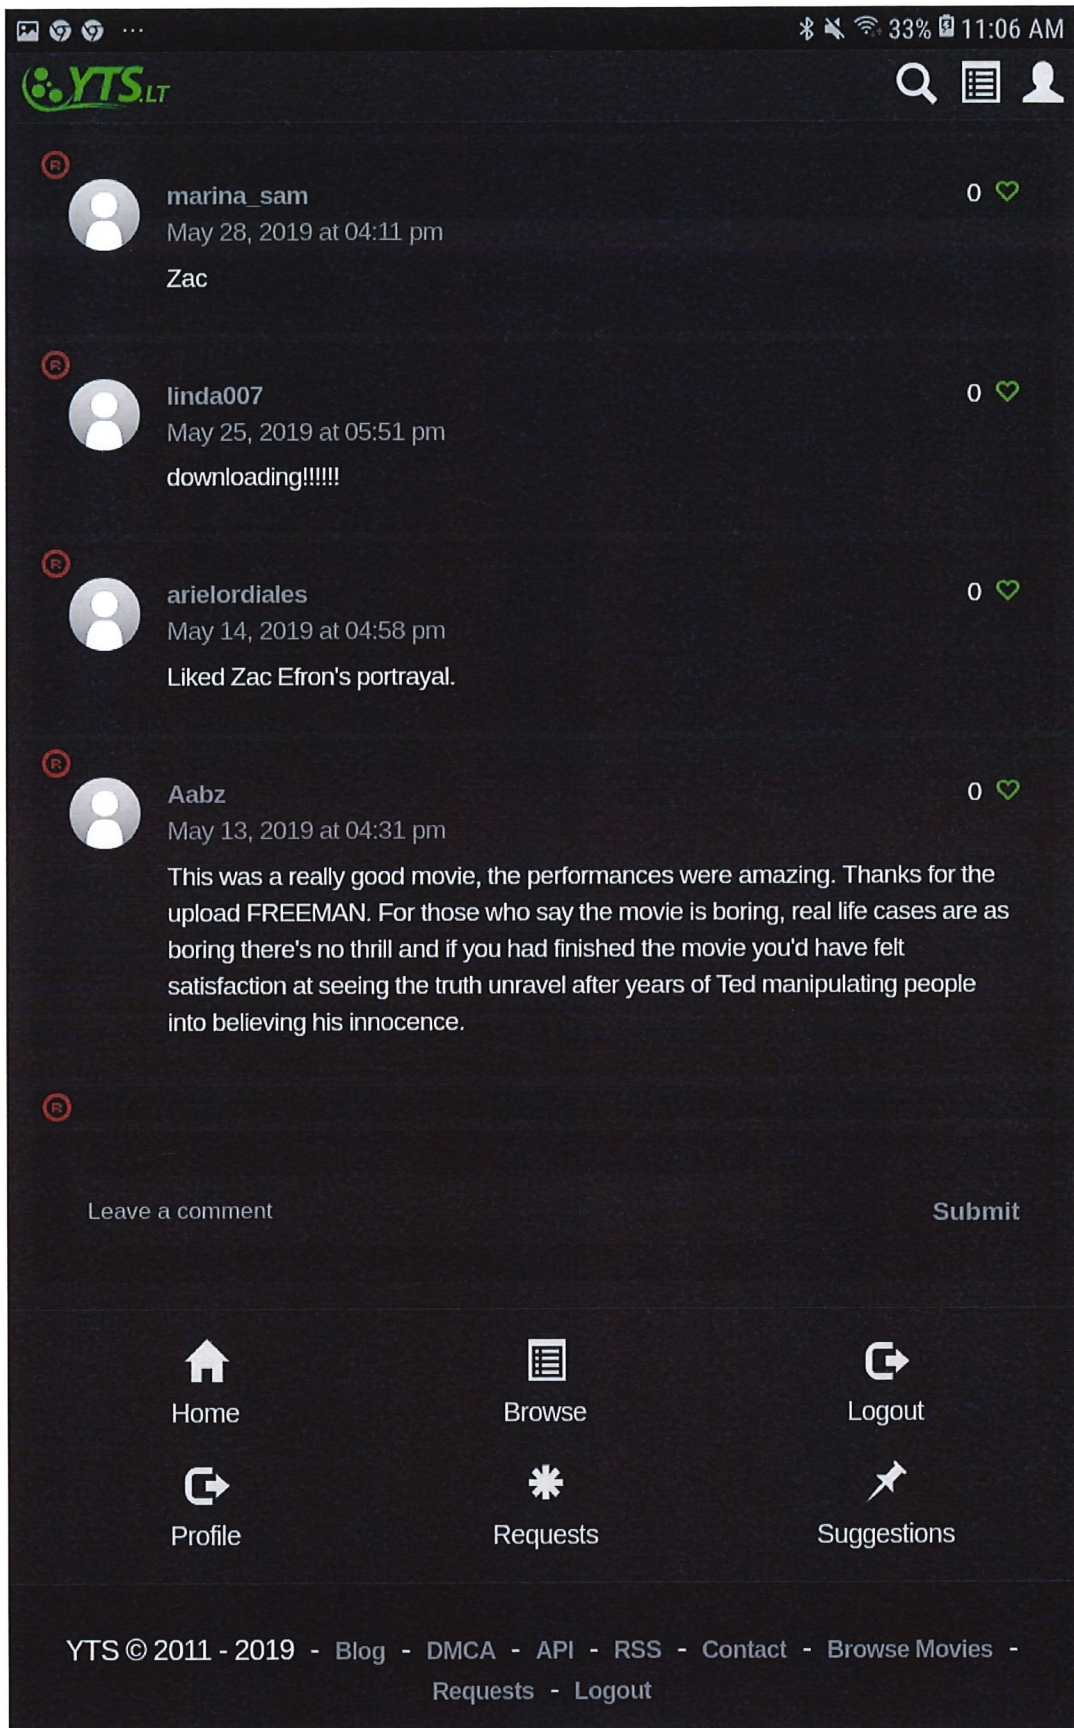 33% 11:06 AM
YTS.LT
R
marina_sam
0
May 28, 2019 at 04:11 pm
Zac
R
linda007
0
May 25, 2019 at 05:51 pm
downloading!!!!!!
R
arielordiales
0
May 14, 2019 at 04:58 pm
Liked Zac Efron's portrayal.
R
Aabz
0
May 13, 2019 at 04:31 pm
This was a really good movie, the performances were amazing. Thanks for the
upload FREEMAN. For those who say the movie is boring, real life cases are as
boring there's no thrill and if you had finished the movie you'd have felt
satisfaction at seeing the truth unravel after years of Ted manipulating people
into believing his innocence.
R
Leave a comment Submit
Home Browse Logout
Profile Requests Suggestions
YTS © 2011 - 2019 - Blog - DMCA - API - RSS - Contact - Browse Movies -
Requests - Logout